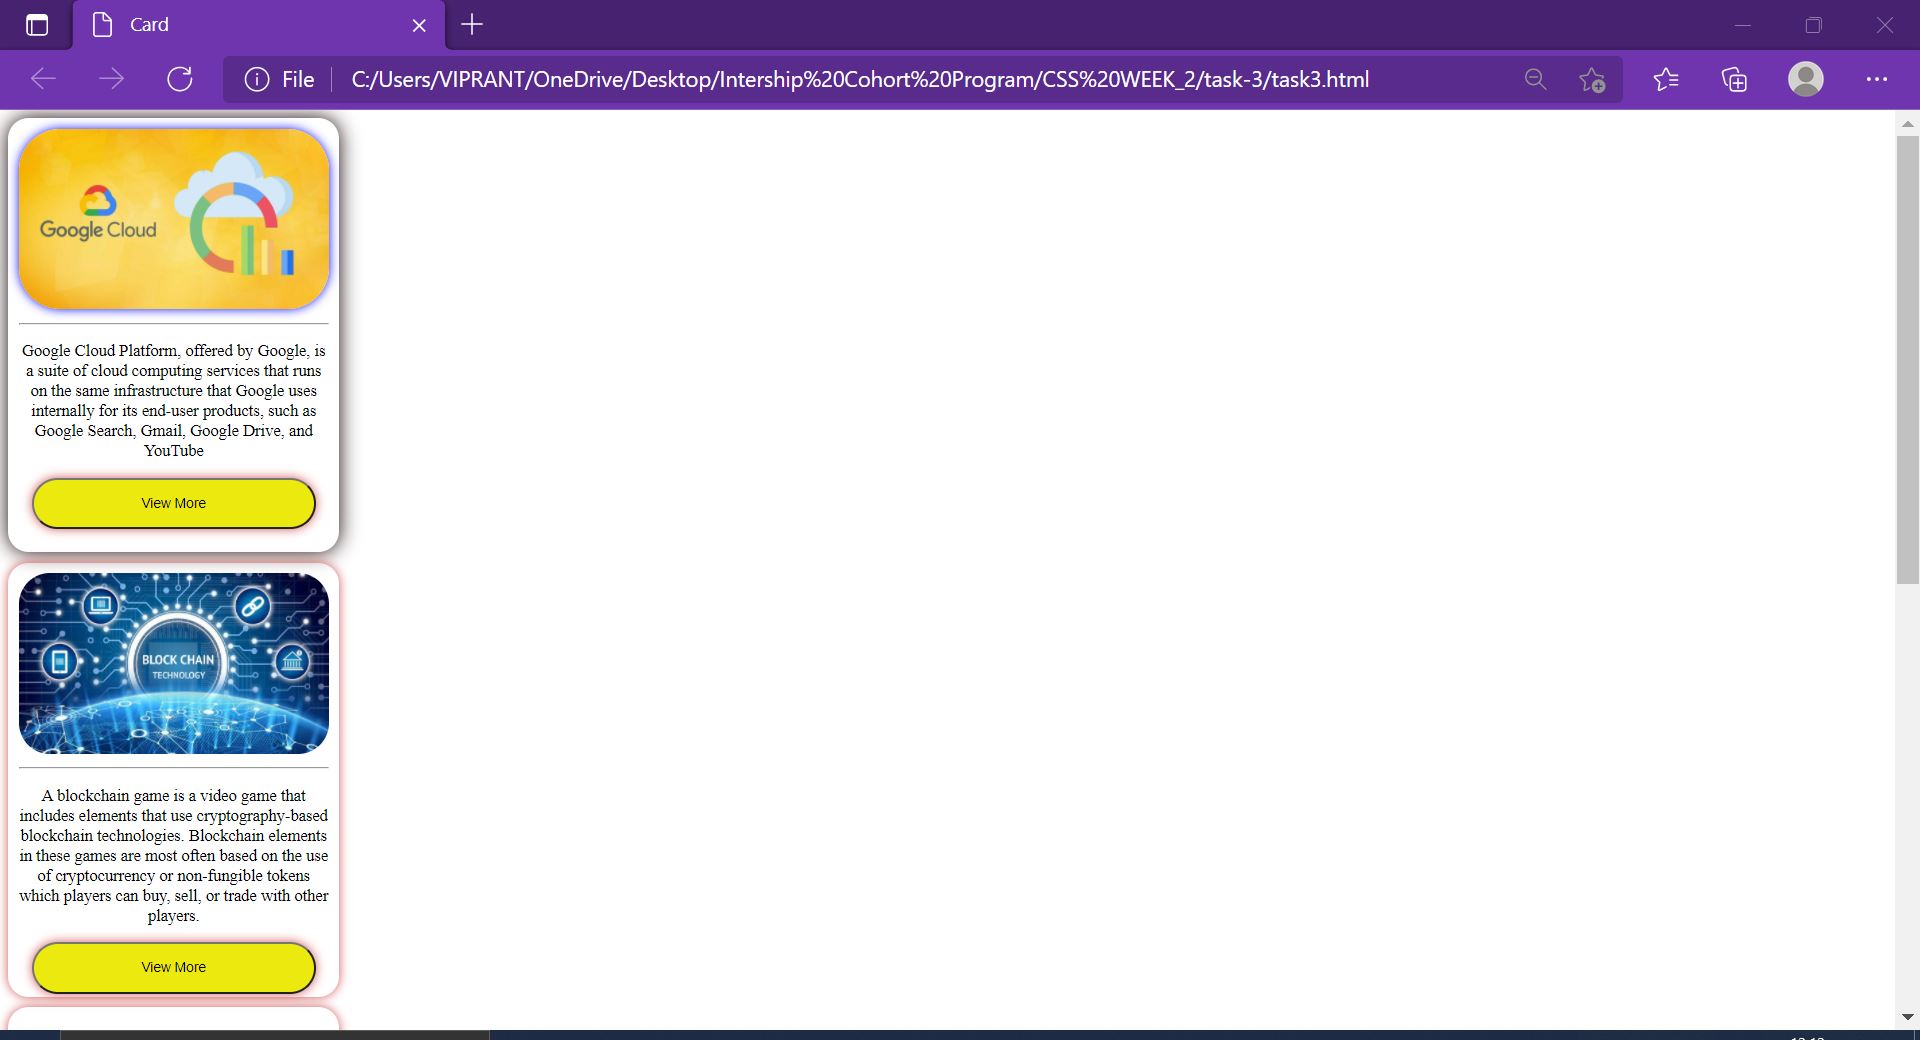 Card
File
C:/Users/VIPRANT/OneDrive/Desktop/Intership%20Cohort%20Program/CSS%20WEEK_2/task-3/task3.html
Google Cloud
Google Cloud Platform, offered by Google, is
a suite of cloud computing services that runs
on the same infrastructure that Google uses
internally for its end-user products, such as
Google Search, Gmail, Google Drive, and
YouTube
View More
BLOCK CHAIN
TECHNOLOGY
A blockchain game is a video game that
includes elements that use cryptography-based
blockchain technologies. Blockchain elements
in these games are most often based on the use
of cryptocurrency or non-fungible tokens
which players can buy, sell, or trade with other
players.
View More